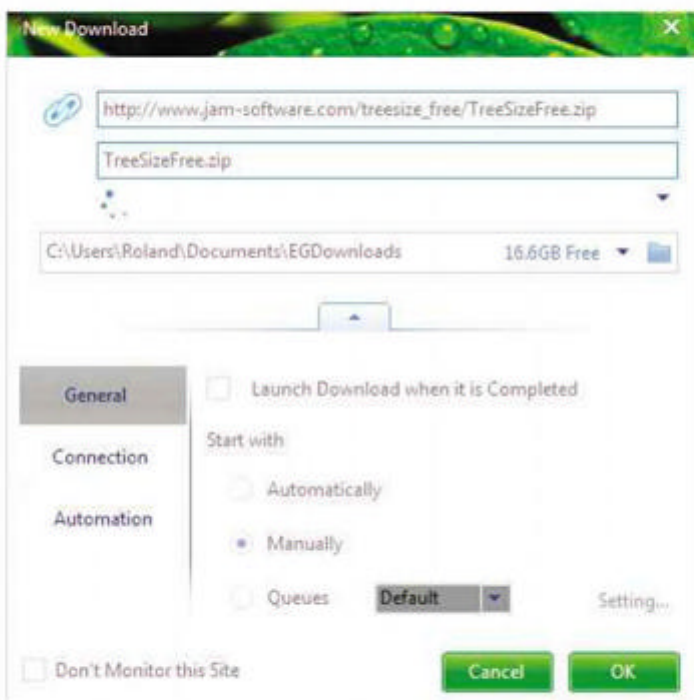 New Download
http://www.jam-software.com/treesize_free/TreeSizeFree.zip
TreeSizeFree.zip
C:\Users\Roland\Documents\EGDownloads 16.6GB Free
General
Connection
Automation
Launch Download when it is Completed
Start with
Automatically
Manually
Queues Default Setting...
Don't Monitor this Site
Cancel OK